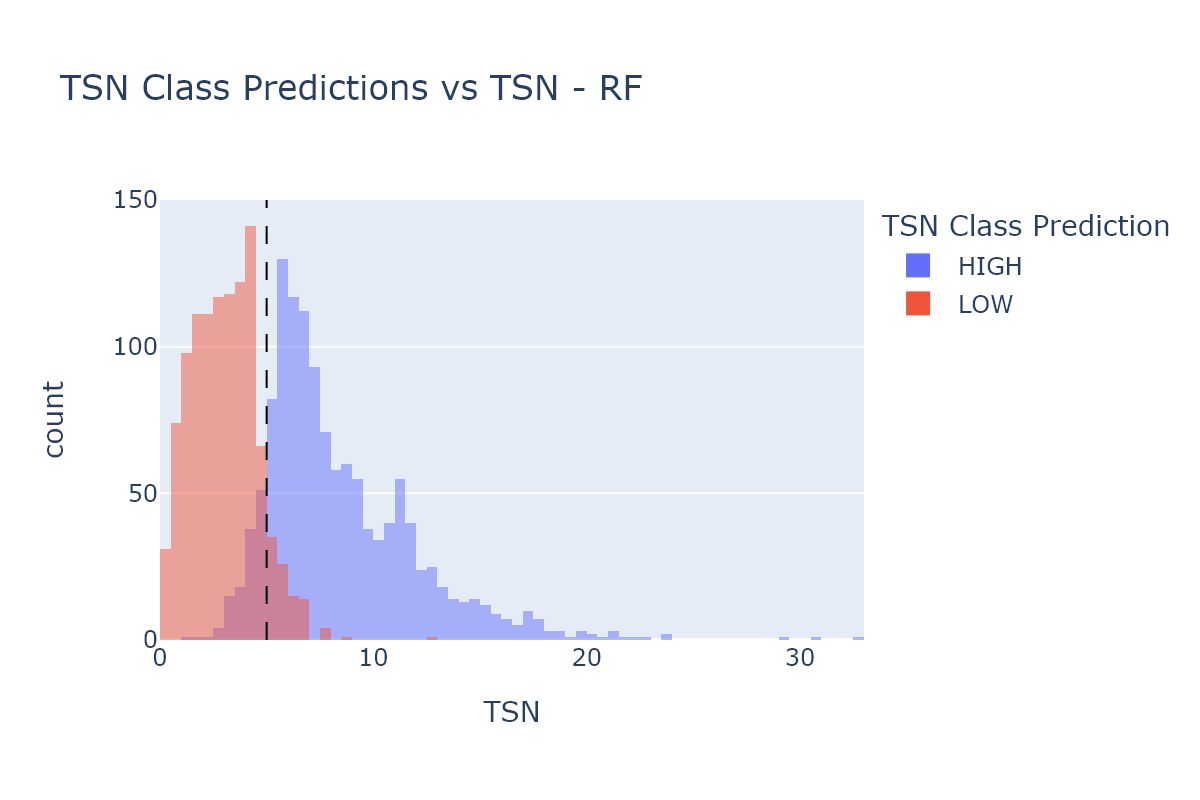 TSN Class Predictions vs TSN - RF
150
100
50
0
count
0 10 20 30
TSN
TSN Class Prediction
HIGH
LOW